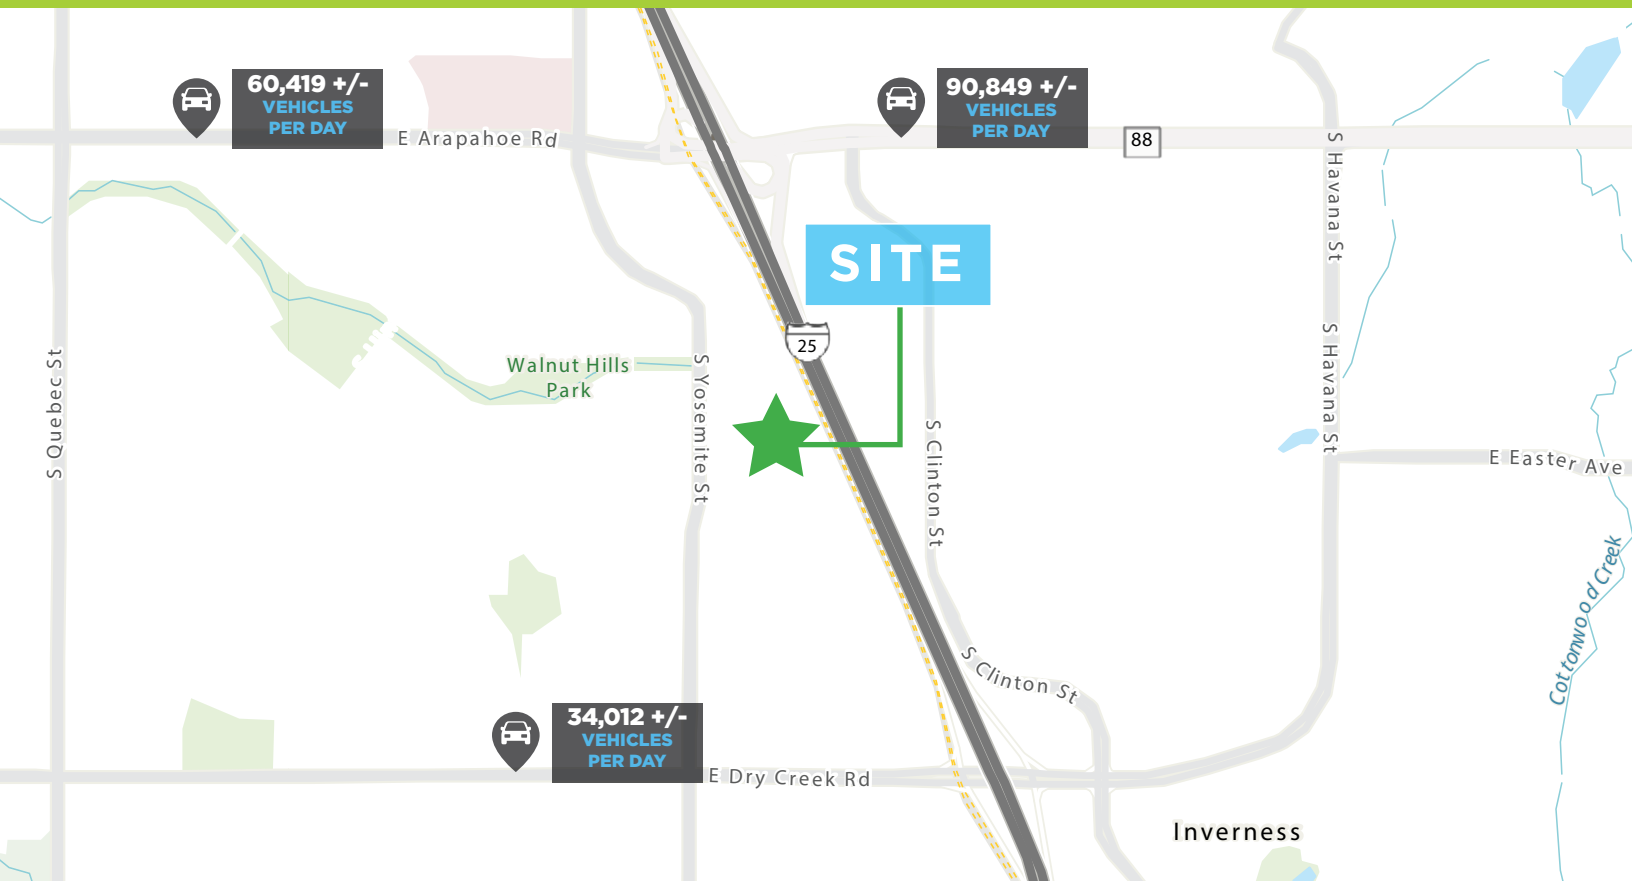 60,419 +/-
VEHICLES
PER DAY
90,849 +/-
VEHICLES
PER DAY
E Arapahoe Rd
88
S Havana St
SITE
25
S Havana St
Walnut Hills
Park
S Quebec St
S Yosemite St
S Clinton St
E Easter Ave
Cottonwood Creek
S Clinton St
34,012 +/-
VEHICLES
PER DAY
E Dry Creek Rd
Inverness